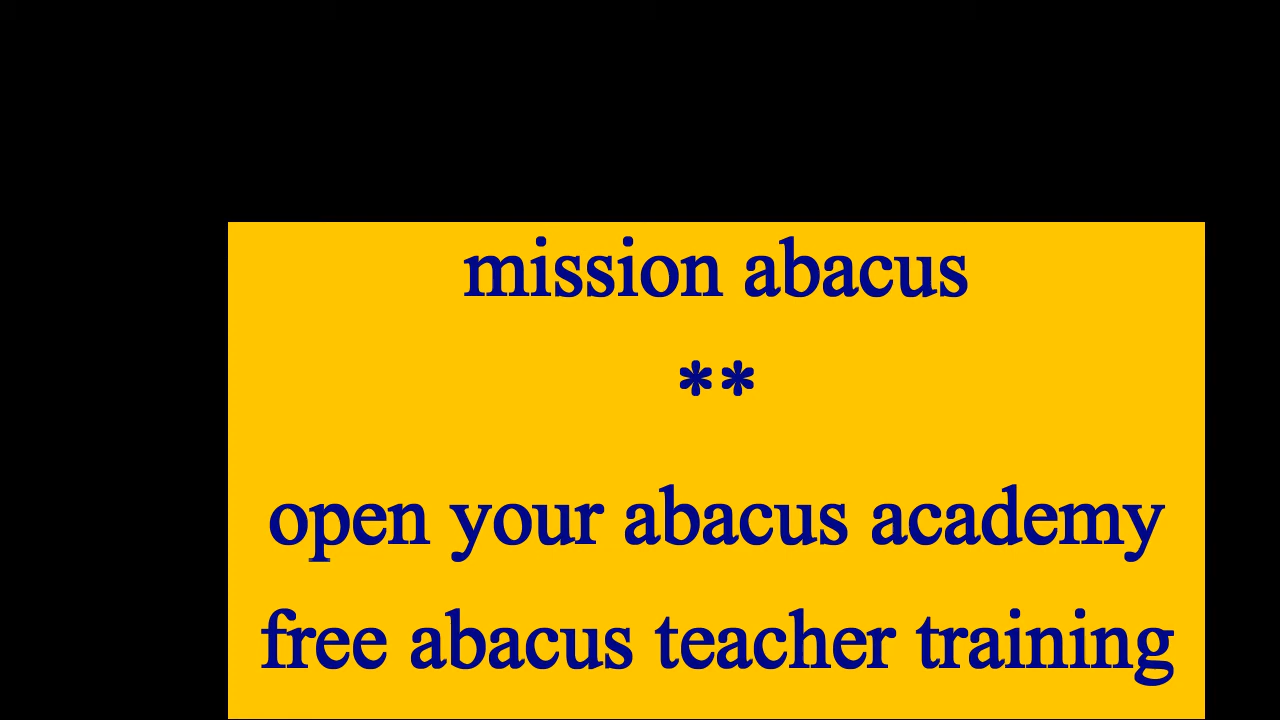 mission abacus
**
open your abacus academy
free abacus teacher training